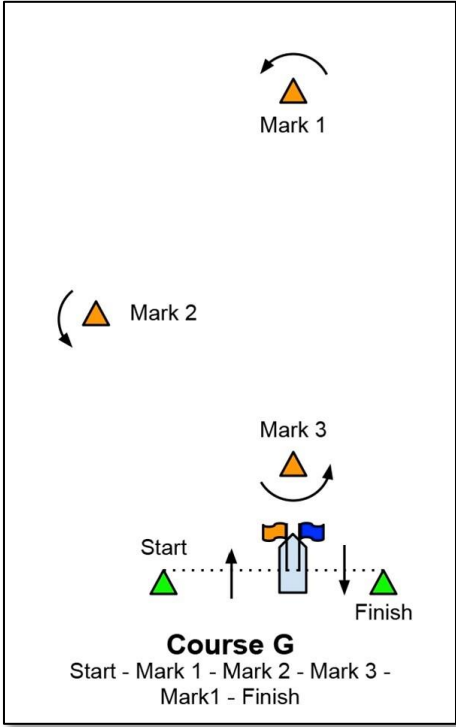 Mark 1
Mark 2
Mark 3
Start
Finish
Course G
Start - Mark 1 - Mark 2 - Mark 3 -
Mark1 - Finish